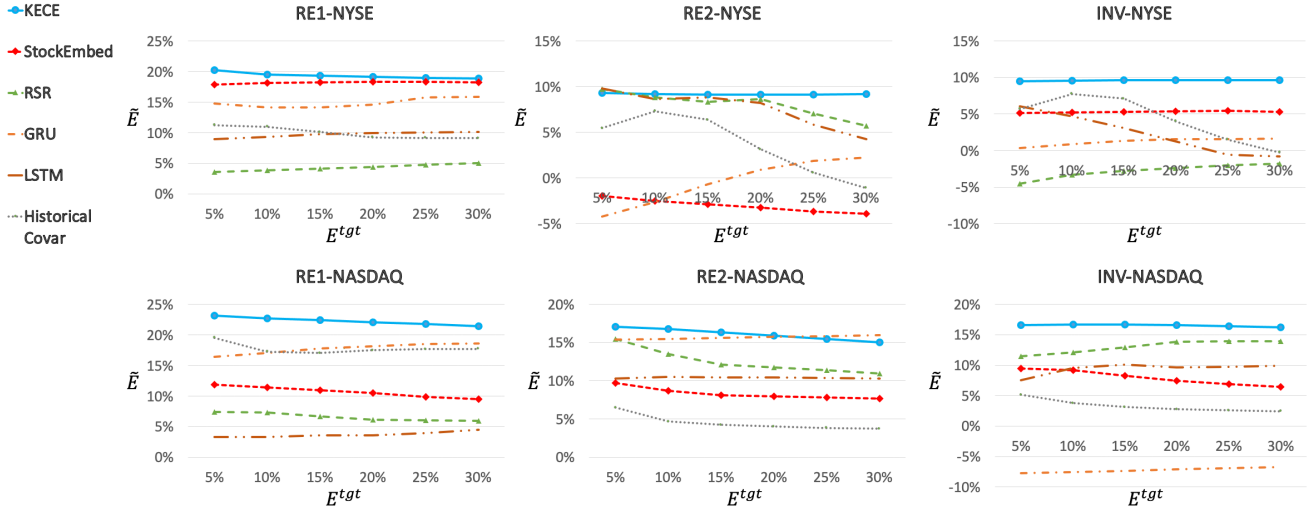 KECE
StockEmbed
RSR
GRU
LSTM
Historical
Covar
RE1-NYSE
25%
20%
15%
10%
5%
0%
Ẽ
5% 10% 15% 20% 25% 30%
E^tgt
RE2-NYSE
15%
10%
5%
0%
-5%
Ẽ
5% 10% 15% 20% 25% 30%
E^tgt
INV-NYSE
15%
10%
5%
0%
-5%
-10%
Ẽ
5% 10% 15% 20% 25% 30%
E^tgt
RE1-NASDAQ
25%
20%
15%
10%
5%
0%
Ẽ
5% 10% 15% 20% 25% 30%
E^tgt
RE2-NASDAQ
20%
15%
10%
5%
0%
Ẽ
5% 10% 15% 20% 25% 30%
E^tgt
INV-NASDAQ
20%
15%
10%
5%
0%
-5%
-10%
Ẽ
5% 10% 15% 20% 25% 30%
E^tgt